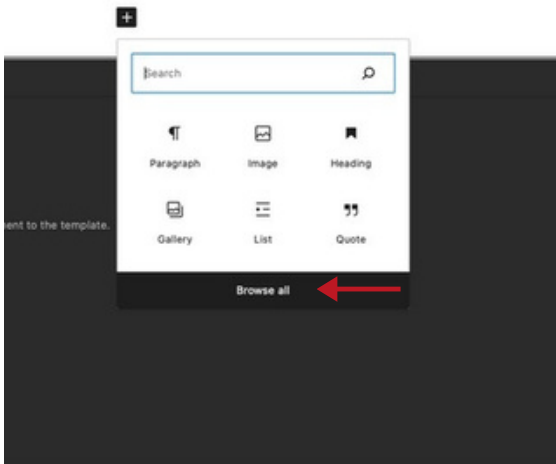 Search
Paragraph Image Heading
ent to the template.
Gallery List Quote
Browse all